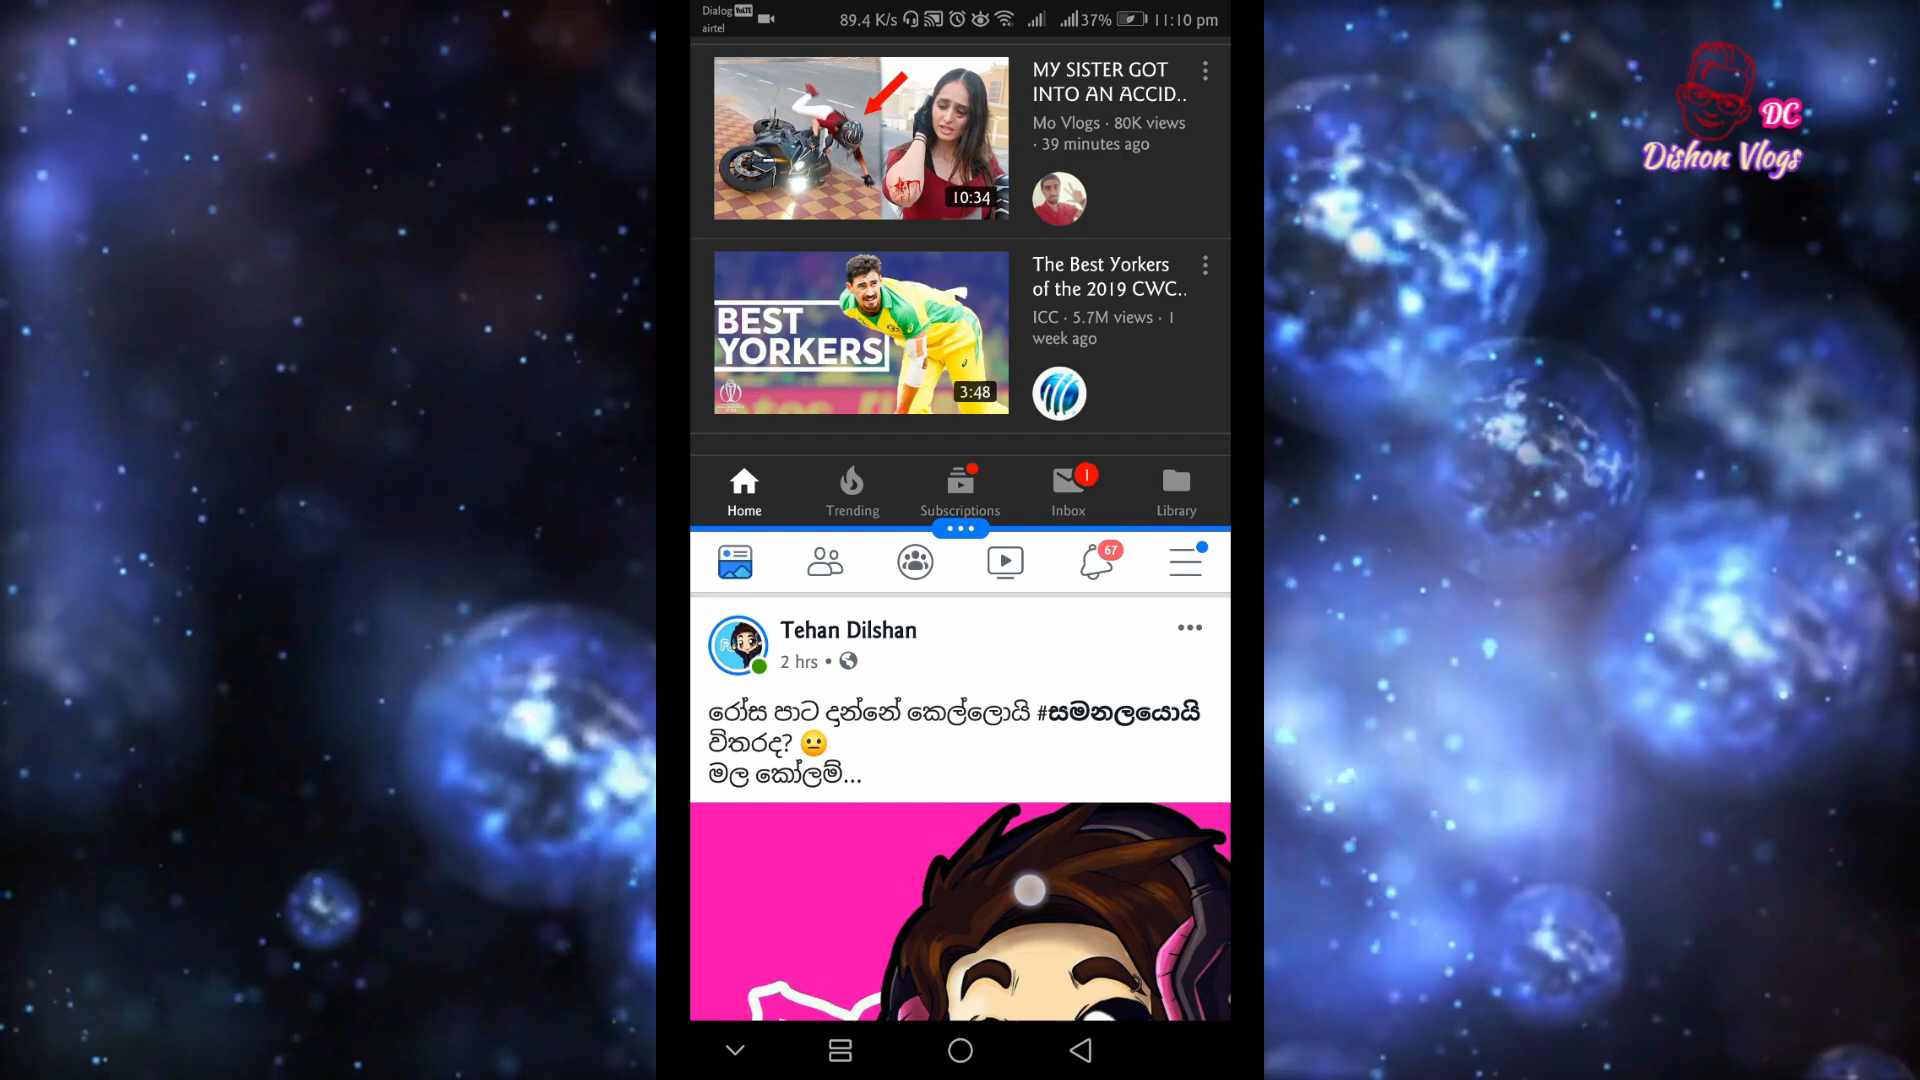 Dialog VoLTE
airtel
89.4 K/s
37%
11:10 pm
DC
Dishon Vlogs
MY SISTER GOT
INTO AN ACCID..
Mo Vlogs · 80K views
· 39 minutes ago
10:34
The Best Yorkers
of the 2019 CWC..
ICC · 5.7M views · 1
week ago
BEST
YORKERS
3:48
Home
Trending
Subscriptions
Inbox
1
Library
67
Tehan Dilshan
2 hrs •
රෝස පාට දාන්නේ කෙල්ලොයි #සමනලයොයි
විතරද? 😐
මල කෝලම්...